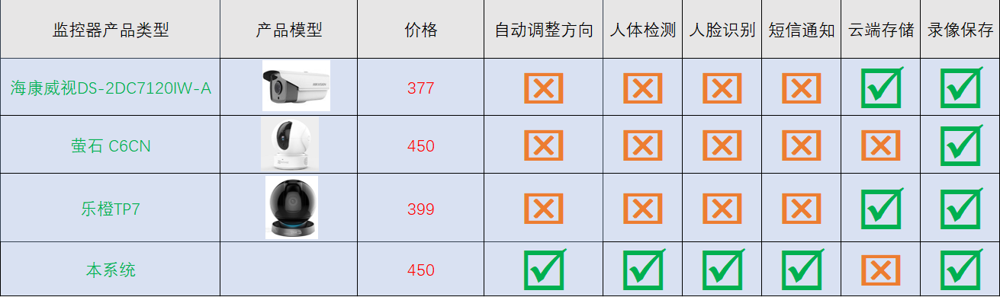 监控器产品类型 产品模型 价格 自动调整方向 人体检测 人脸识别 短信通知 云端存储 录像保存
海康威视DS-2DC7120IW-A 377
萤石 C6CN 450
乐橙TP7 399
本系统 450